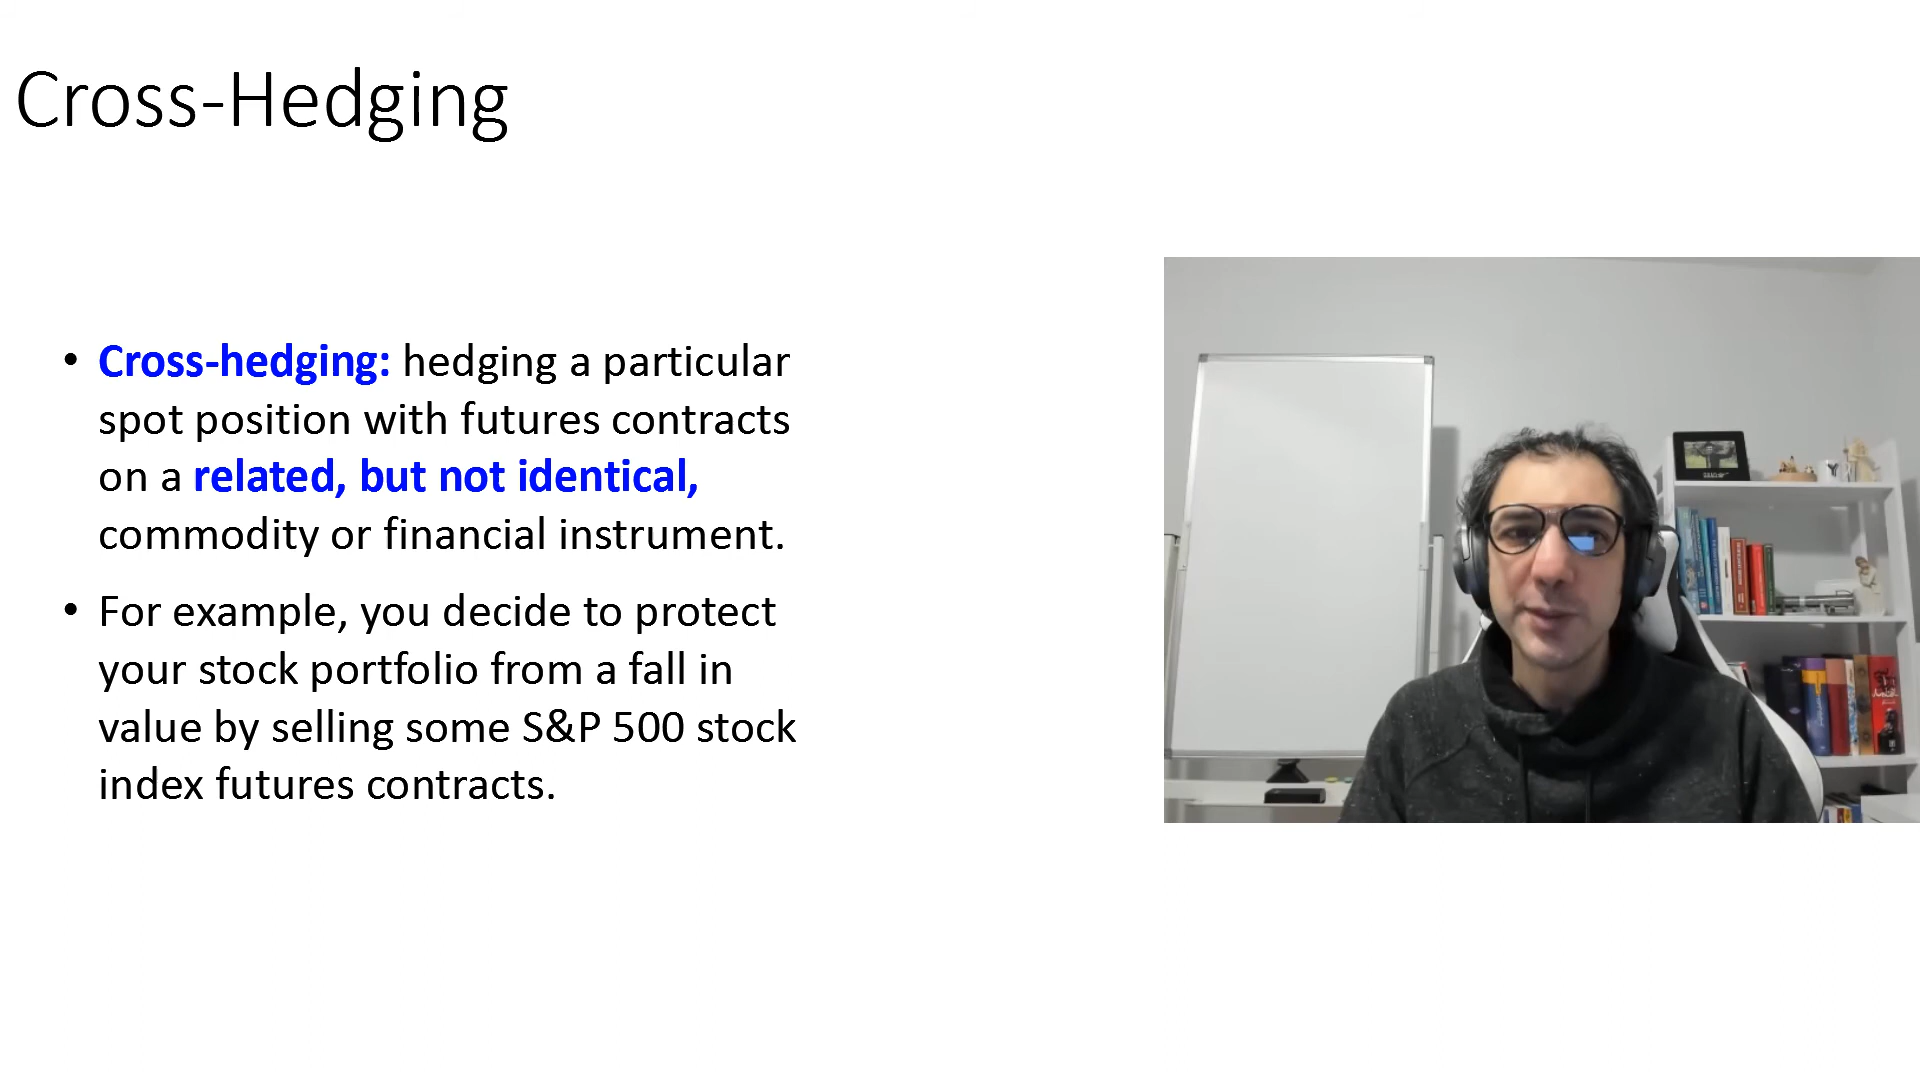 Cross-Hedging
• Cross-hedging: hedging a particular
spot position with futures contracts
on a related, but not identical,
commodity or financial instrument.
• For example, you decide to protect
your stock portfolio from a fall in
value by selling some S&P 500 stock
index futures contracts.